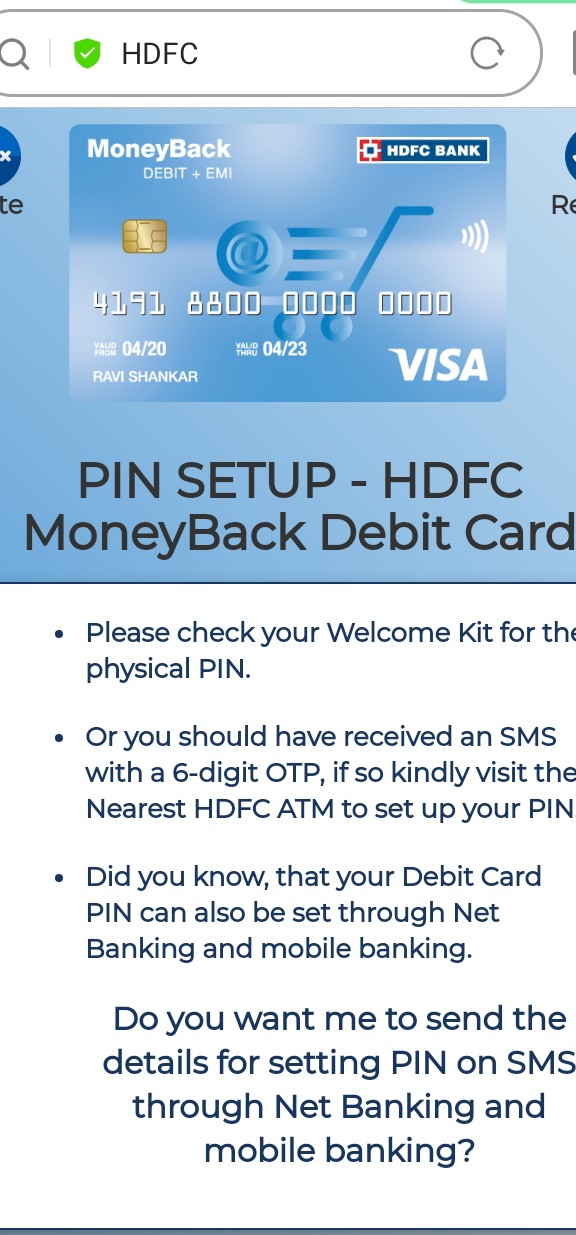 HDFC
MoneyBack
DEBIT + EMI
HDFC BANK
te
Re
@
4191 8800 0000 0000
VALID FROM 04/20
VALID THRU 04/23
RAVI SHANKAR
VISA
PIN SETUP - HDFC
MoneyBack Debit Card
• Please check your Welcome Kit for the
physical PIN.
• Or you should have received an SMS
with a 6-digit OTP, if so kindly visit the
Nearest HDFC ATM to set up your PIN.
• Did you know, that your Debit Card
PIN can also be set through Net
Banking and mobile banking.
Do you want me to send the
details for setting PIN on SMS
through Net Banking and
mobile banking?